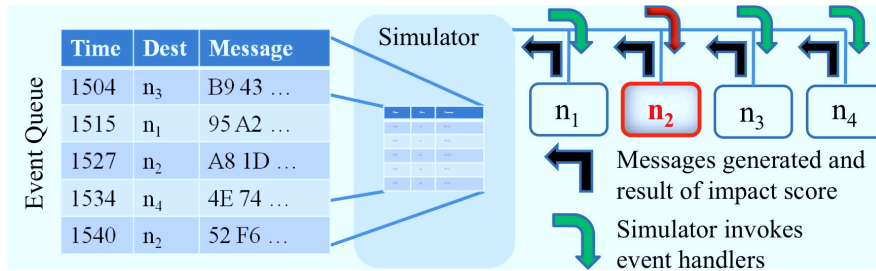 Event Queue
Time Dest Message
1504 n3 B9 43 ...
1515 n1 95 A2 ...
1527 n2 A8 1D ...
1534 n4 4E 74 ...
1540 n2 52 F6 ...
Simulator
n1 n2 n3 n4
Messages generated and
result of impact score
Simulator invokes
event handlers